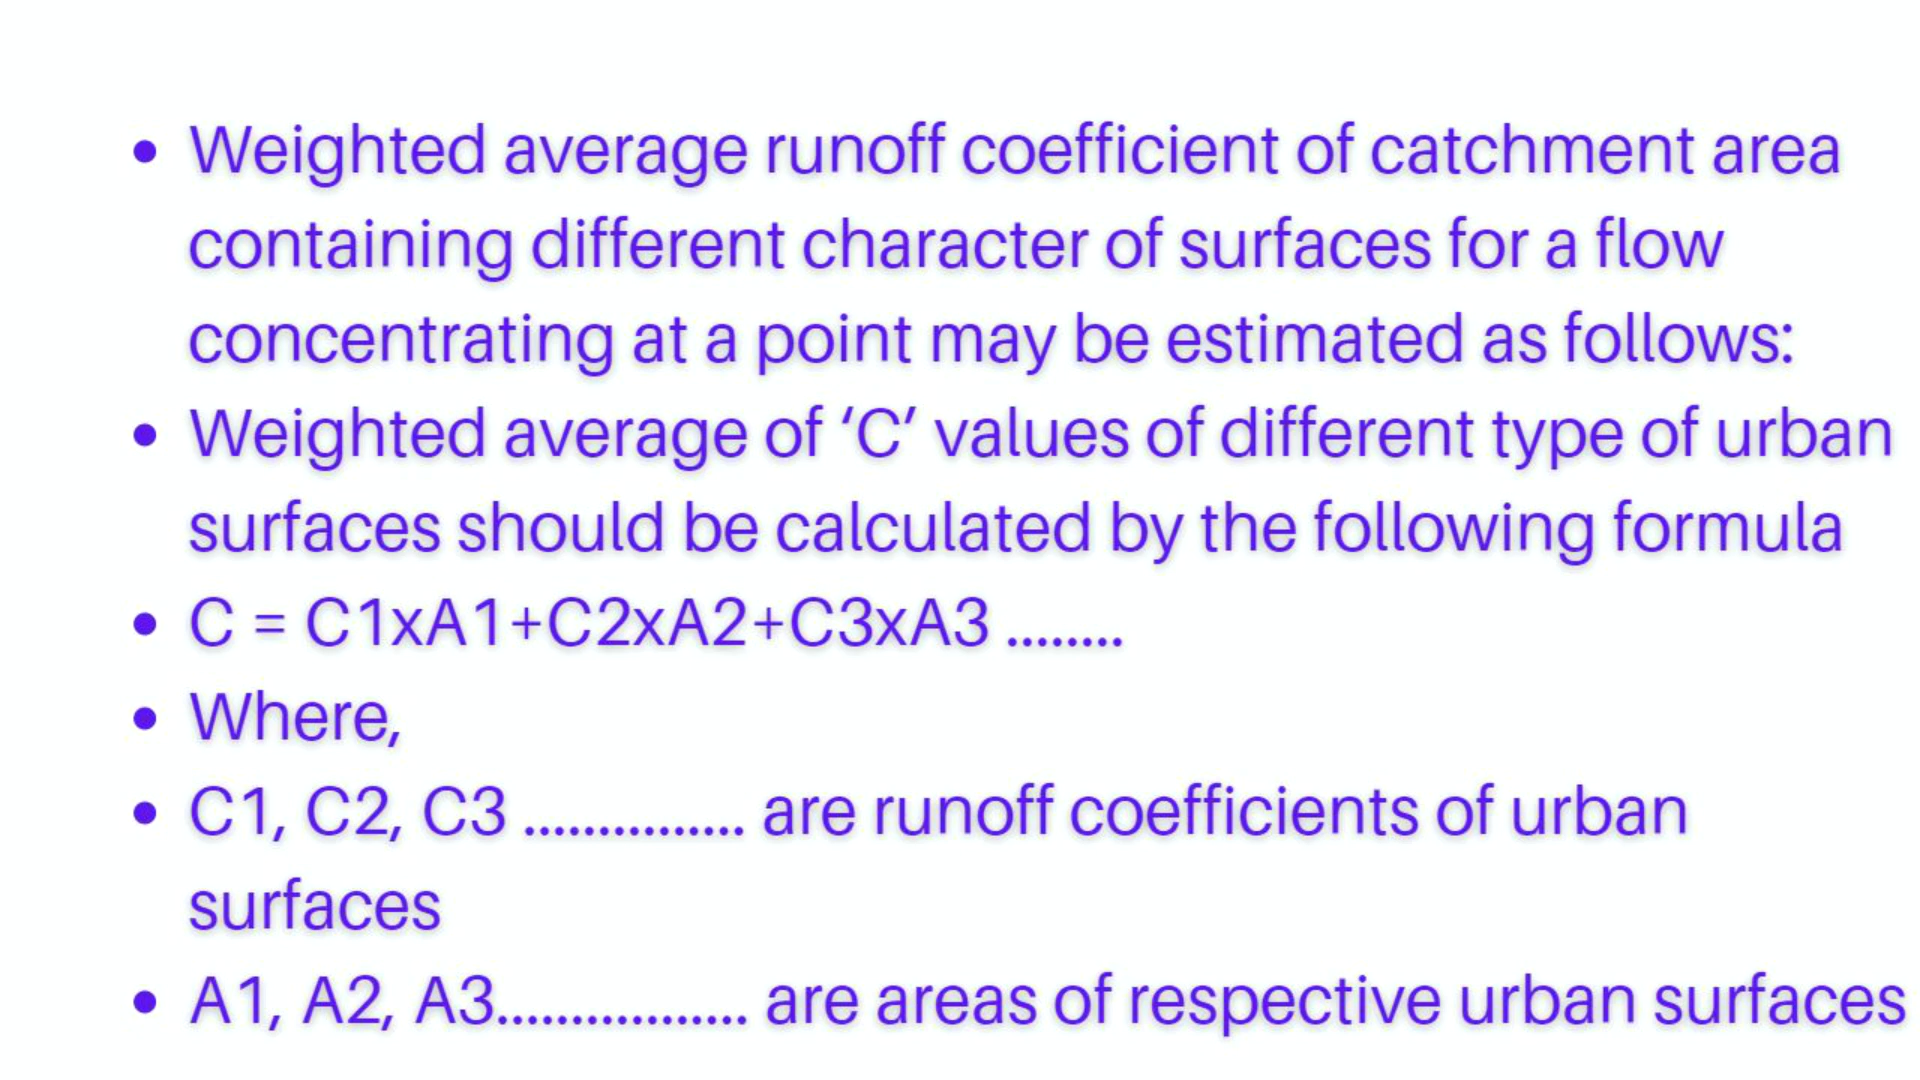 • Weighted average runoff coefficient of catchment area
containing different character of surfaces for a flow
concentrating at a point may be estimated as follows:
• Weighted average of ‘C’ values of different type of urban
surfaces should be calculated by the following formula
• C = C1xA1+C2xA2+C3xA3 ........
• Where,
• C1, C2, C3 ............... are runoff coefficients of urban
surfaces
• A1, A2, A3................. are areas of respective urban surfaces